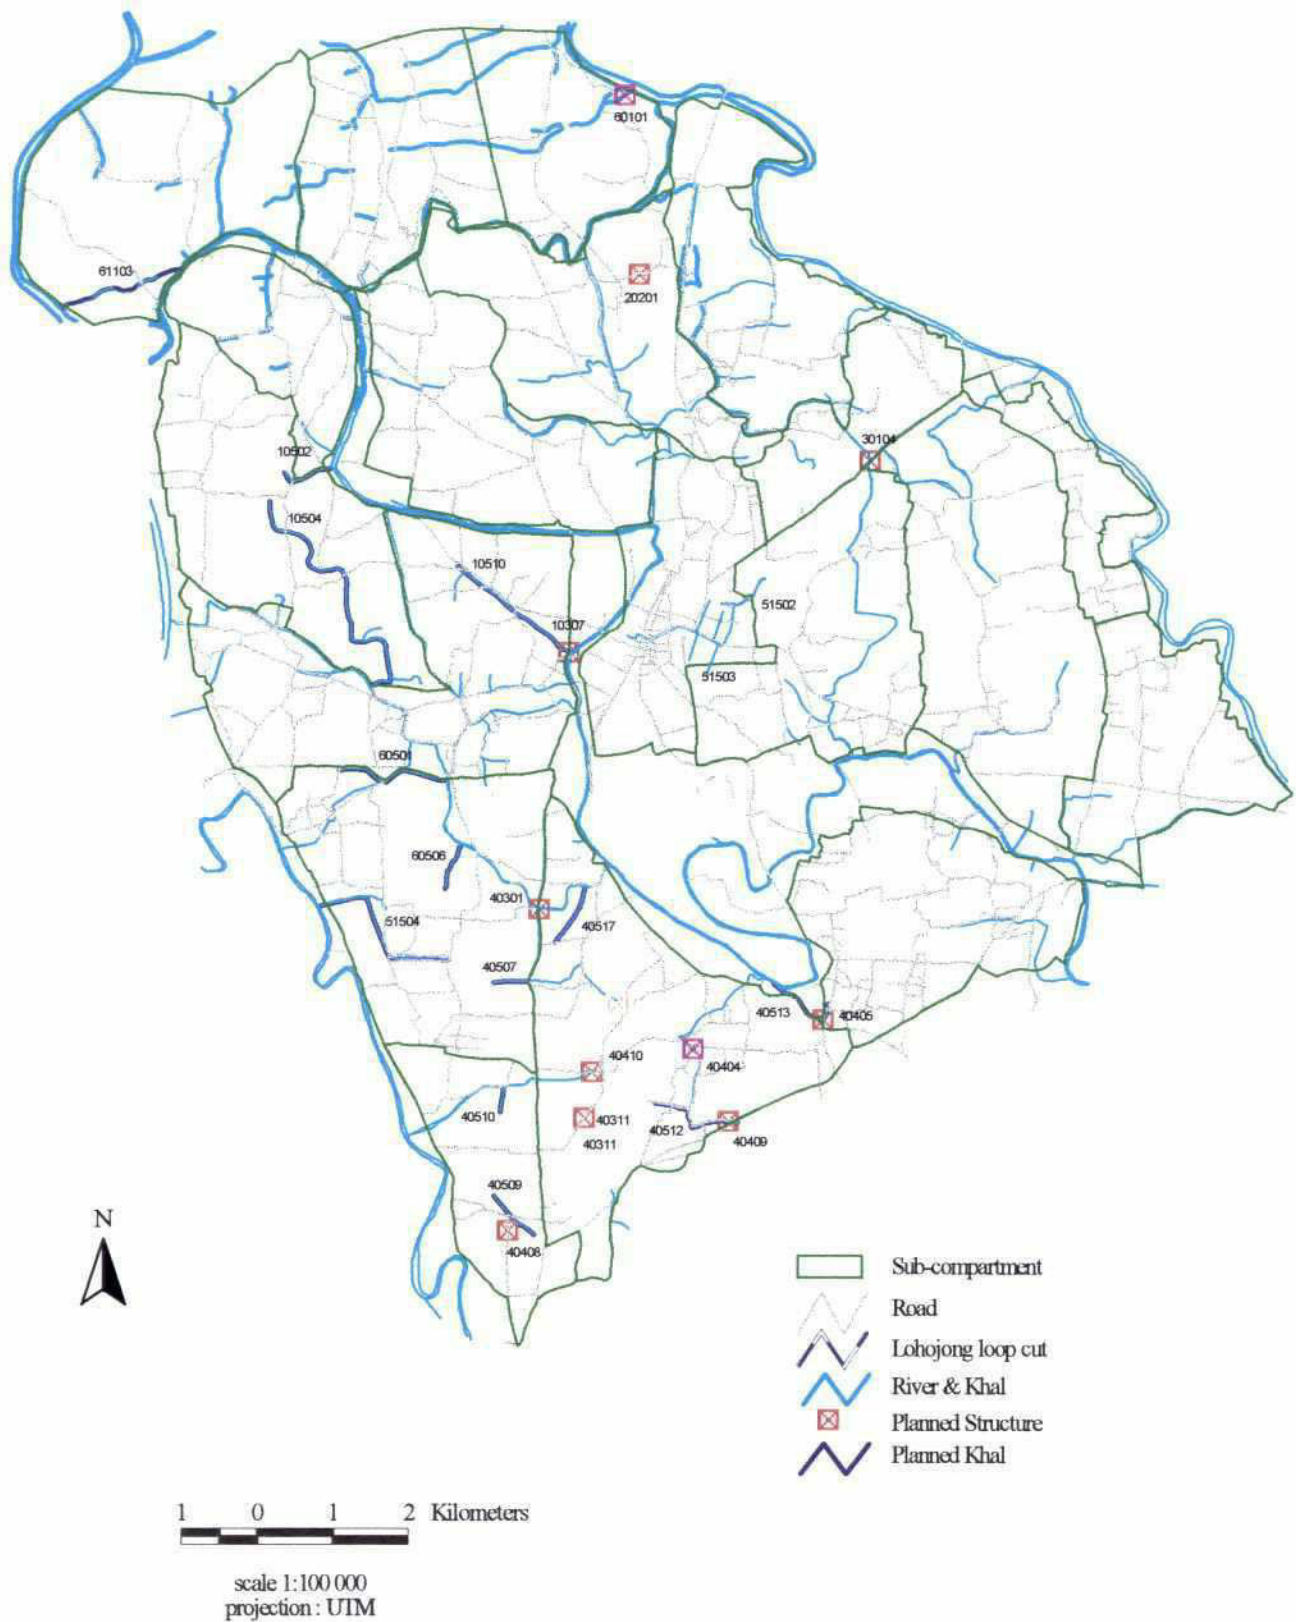 60101
61103
20201
30104
10502
10504
10510
51502
10307
51503
60501
60506
40301
40517
51504
40507
40513
40405
40410
40404
40510
40311
40512
40311
40409
40509
40408
N
Sub-compartment
Road
Lohojong loop cut
River & Khal
Planned Structure
Planned Khal
1 0 1 2 Kilometers
scale 1:100 000
projection : UTM